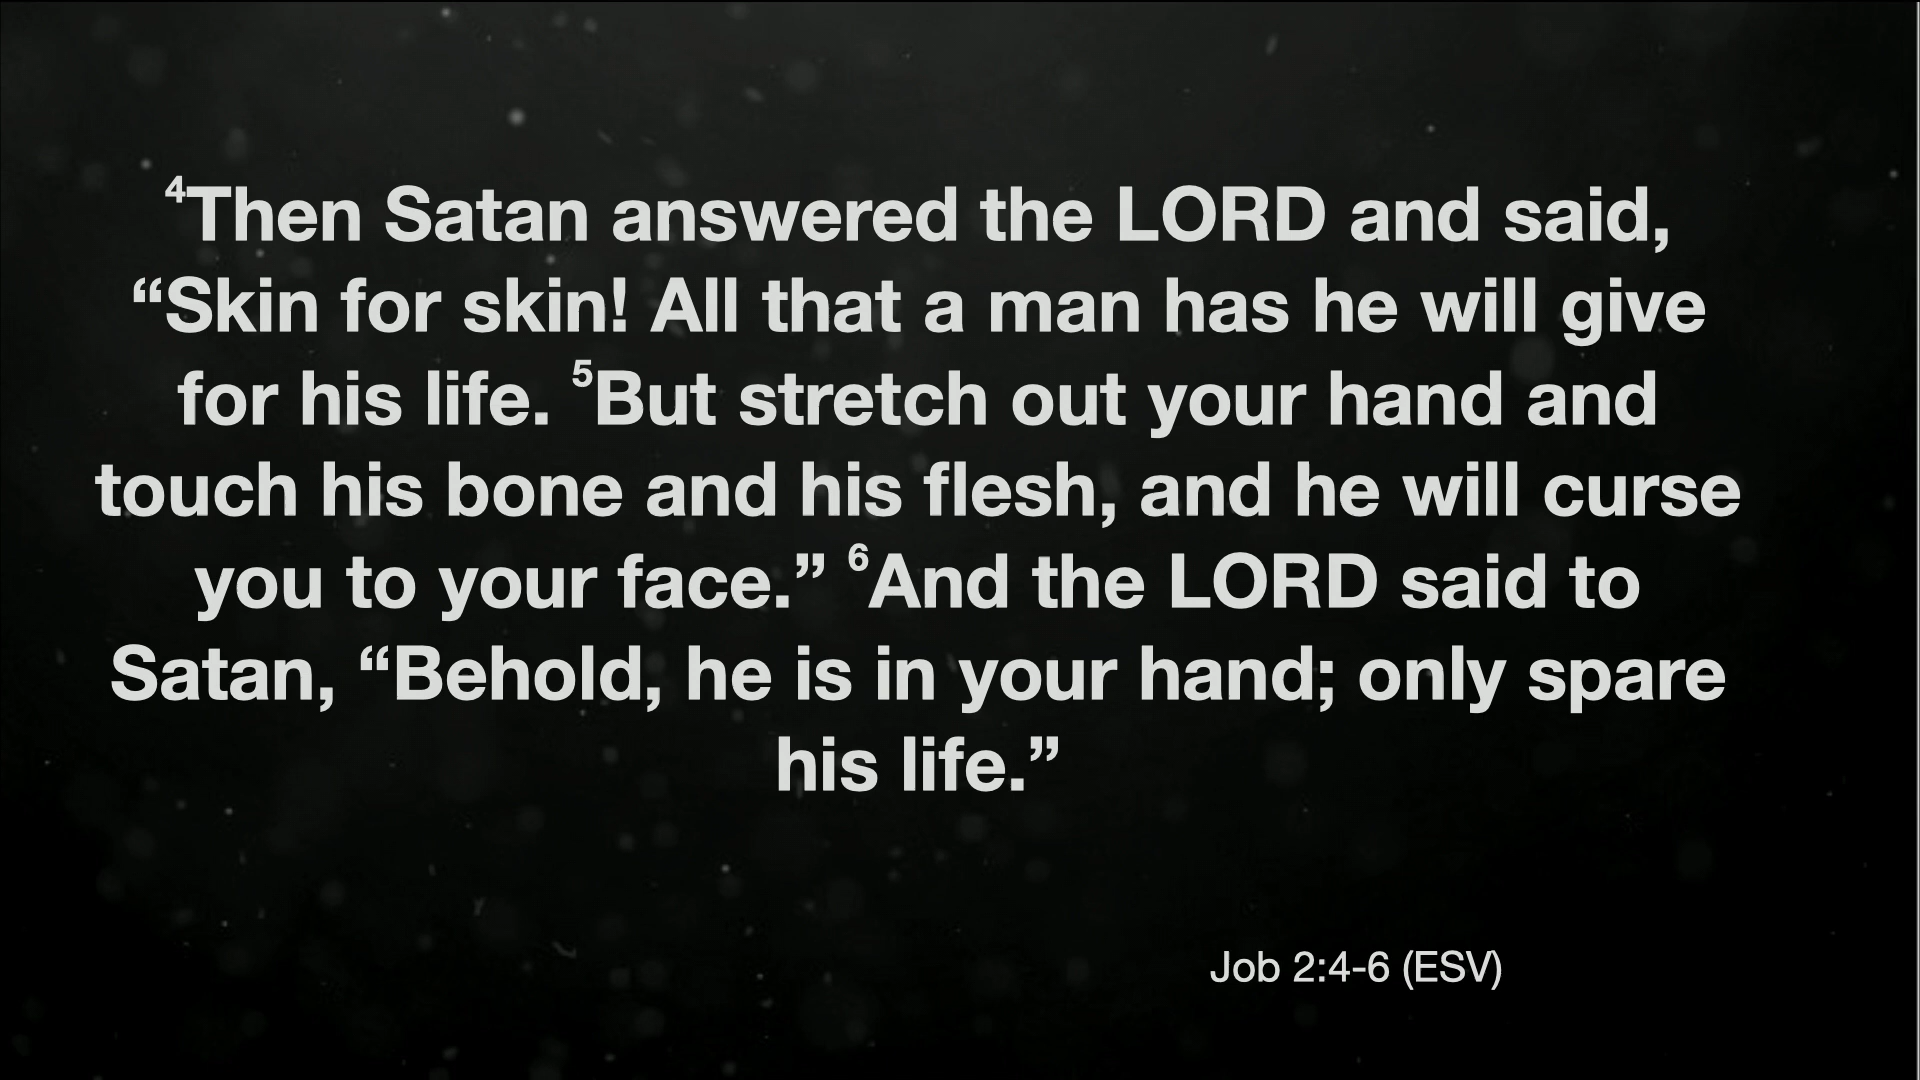 ⁴Then Satan answered the LORD and said,
“Skin for skin! All that a man has he will give
for his life. ⁵But stretch out your hand and
touch his bone and his flesh, and he will curse
you to your face.” ⁶And the LORD said to
Satan, “Behold, he is in your hand; only spare
his life.”
Job 2:4-6 (ESV)